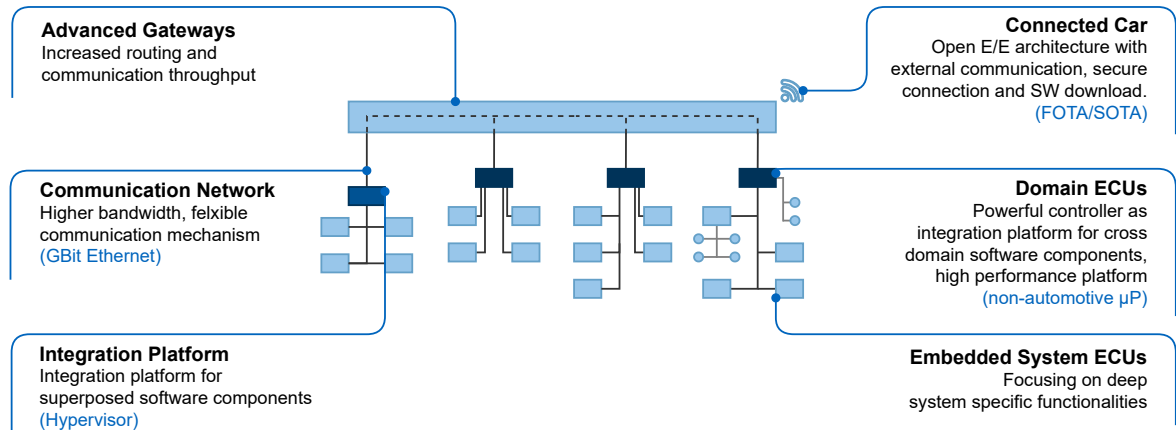 Advanced Gateways
Increased routing and
communication throughput
Connected Car
Open E/E architecture with
external communication, secure
connection and SW download.
(FOTA/SOTA)
Communication Network
Higher bandwidth, felxible
communication mechanism
(GBit Ethernet)
Domain ECUs
Powerful controller as
integration platform for cross
domain software components,
high performance platform
(non-automotive µP)
Integration Platform
Integration platform for
superposed software components
(Hypervisor)
Embedded System ECUs
Focusing on deep
system specific functionalities